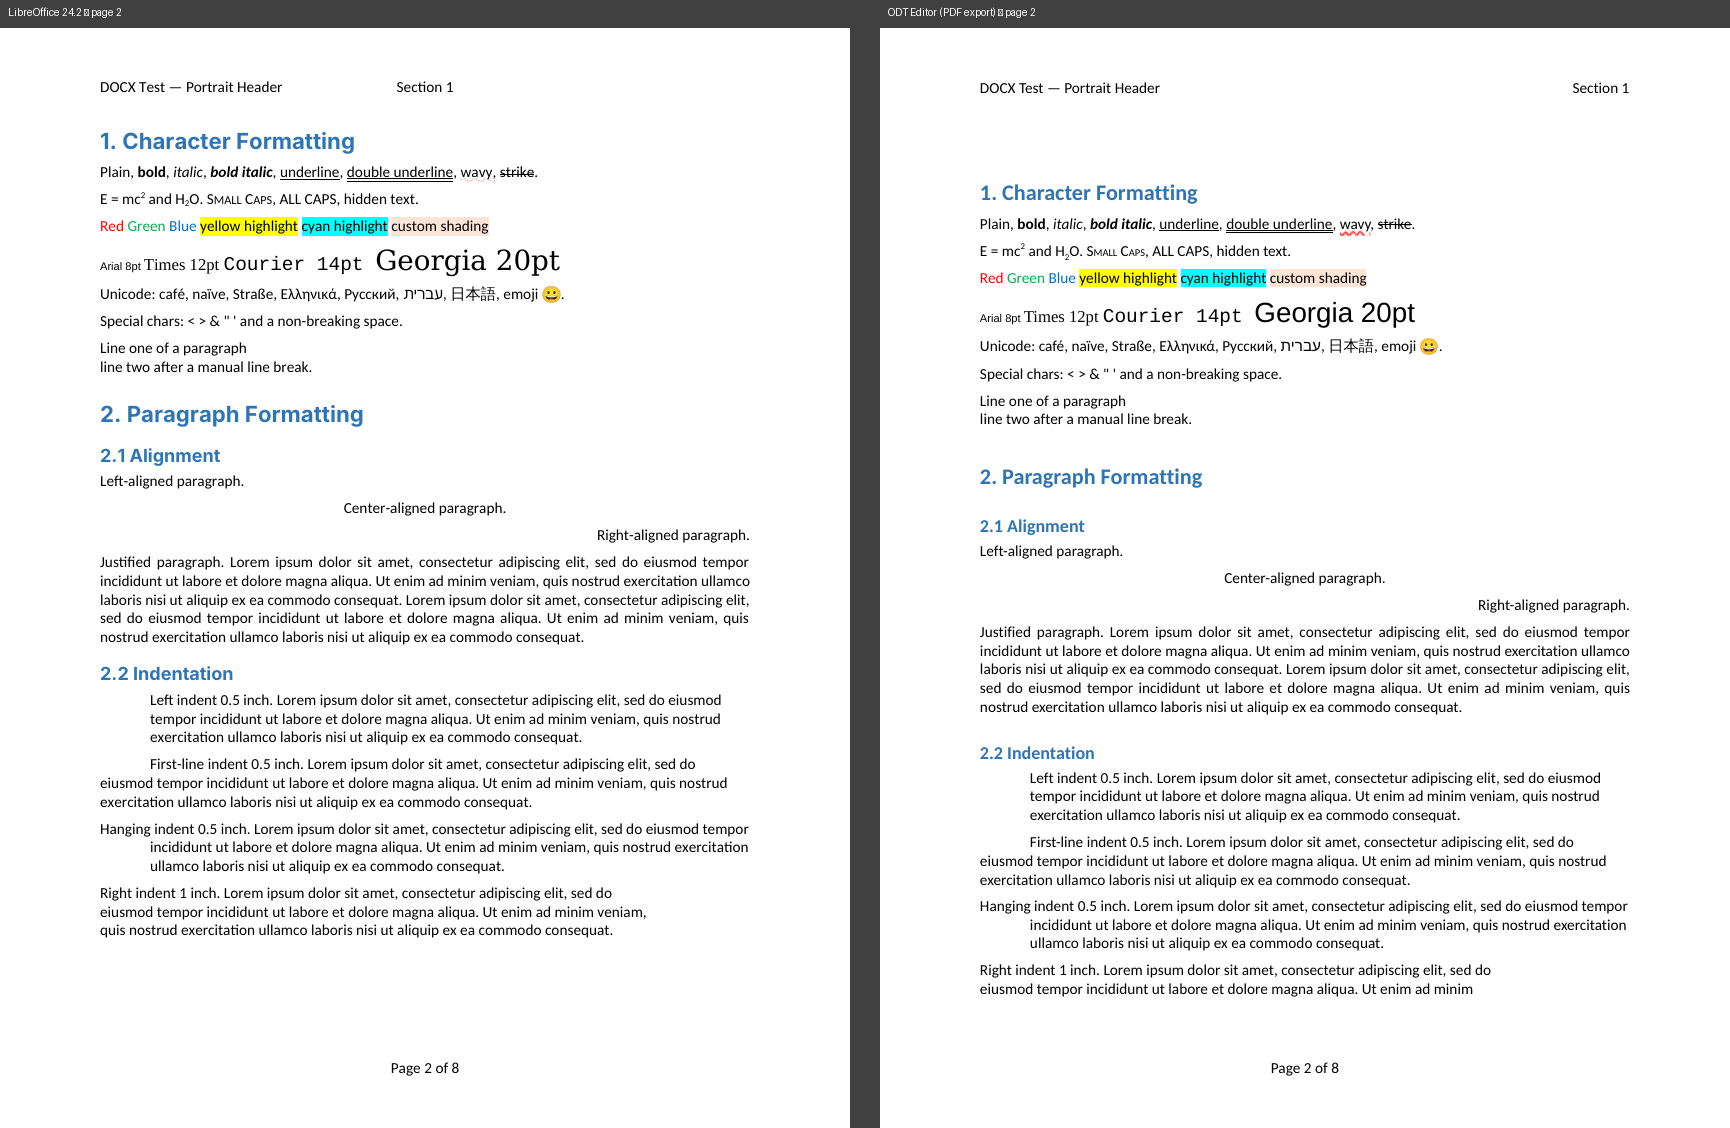 LibreOffice 24.2 page 2
DOCX Test — Portrait Header Section 1
1. Character Formatting
Plain, bold, italic, bold italic, underline, double underline, wavy, strike.
E = mc2 and H2O. Small Caps, ALL CAPS, hidden text.
Red Green Blue yellow highlight cyan highlight custom shading
Arial 8pt Times 12pt Courier 14pt Georgia 20pt
Unicode: café, naïve, Straße, Ελληνικά, Русский, עברית, 日本語, emoji 😀.
Special chars: < > & " ' and a non-breaking space.
Line one of a paragraph
line two after a manual line break.
2. Paragraph Formatting
2.1 Alignment
Left-aligned paragraph.
Center-aligned paragraph.
Right-aligned paragraph.
Justified paragraph. Lorem ipsum dolor sit amet, consectetur adipiscing elit, sed do eiusmod tempor
incididunt ut labore et dolore magna aliqua. Ut enim ad minim veniam, quis nostrud exercitation ullamco
laboris nisi ut aliquip ex ea commodo consequat. Lorem ipsum dolor sit amet, consectetur adipiscing elit,
sed do eiusmod tempor incididunt ut labore et dolore magna aliqua. Ut enim ad minim veniam, quis
nostrud exercitation ullamco laboris nisi ut aliquip ex ea commodo consequat.
2.2 Indentation
Left indent 0.5 inch. Lorem ipsum dolor sit amet, consectetur adipiscing elit, sed do eiusmod
tempor incididunt ut labore et dolore magna aliqua. Ut enim ad minim veniam, quis nostrud
exercitation ullamco laboris nisi ut aliquip ex ea commodo consequat.
First-line indent 0.5 inch. Lorem ipsum dolor sit amet, consectetur adipiscing elit, sed do
eiusmod tempor incididunt ut labore et dolore magna aliqua. Ut enim ad minim veniam, quis nostrud
exercitation ullamco laboris nisi ut aliquip ex ea commodo consequat.
Hanging indent 0.5 inch. Lorem ipsum dolor sit amet, consectetur adipiscing elit, sed do eiusmod tempor
incididunt ut labore et dolore magna aliqua. Ut enim ad minim veniam, quis nostrud exercitation
ullamco laboris nisi ut aliquip ex ea commodo consequat.
Right indent 1 inch. Lorem ipsum dolor sit amet, consectetur adipiscing elit, sed do
eiusmod tempor incididunt ut labore et dolore magna aliqua. Ut enim ad minim veniam,
quis nostrud exercitation ullamco laboris nisi ut aliquip ex ea commodo consequat.
Page 2 of 8
ODT Editor (PDF export) page 2
DOCX Test — Portrait Header Section 1
1. Character Formatting
Plain, bold, italic, bold italic, underline, double underline, wavy, strike.
E = mc2 and H2O. Small Caps, ALL CAPS, hidden text.
Red Green Blue yellow highlight cyan highlight custom shading
Arial 8pt Times 12pt Courier 14pt Georgia 20pt
Unicode: café, naïve, Straße, Ελληνικά, Русский, עברית, 日本語, emoji 😀.
Special chars: < > & " ' and a non-breaking space.
Line one of a paragraph
line two after a manual line break.
2. Paragraph Formatting
2.1 Alignment
Left-aligned paragraph.
Center-aligned paragraph.
Right-aligned paragraph.
Justified paragraph. Lorem ipsum dolor sit amet, consectetur adipiscing elit, sed do eiusmod tempor
incididunt ut labore et dolore magna aliqua. Ut enim ad minim veniam, quis nostrud exercitation ullamco
laboris nisi ut aliquip ex ea commodo consequat. Lorem ipsum dolor sit amet, consectetur adipiscing elit,
sed do eiusmod tempor incididunt ut labore et dolore magna aliqua. Ut enim ad minim veniam, quis
nostrud exercitation ullamco laboris nisi ut aliquip ex ea commodo consequat.
2.2 Indentation
Left indent 0.5 inch. Lorem ipsum dolor sit amet, consectetur adipiscing elit, sed do eiusmod
tempor incididunt ut labore et dolore magna aliqua. Ut enim ad minim veniam, quis nostrud
exercitation ullamco laboris nisi ut aliquip ex ea commodo consequat.
First-line indent 0.5 inch. Lorem ipsum dolor sit amet, consectetur adipiscing elit, sed do
eiusmod tempor incididunt ut labore et dolore magna aliqua. Ut enim ad minim veniam, quis nostrud
exercitation ullamco laboris nisi ut aliquip ex ea commodo consequat.
Hanging indent 0.5 inch. Lorem ipsum dolor sit amet, consectetur adipiscing elit, sed do eiusmod tempor
incididunt ut labore et dolore magna aliqua. Ut enim ad minim veniam, quis nostrud exercitation
ullamco laboris nisi ut aliquip ex ea commodo consequat.
Right indent 1 inch. Lorem ipsum dolor sit amet, consectetur adipiscing elit, sed do
eiusmod tempor incididunt ut labore et dolore magna aliqua. Ut enim ad minim
Page 2 of 8